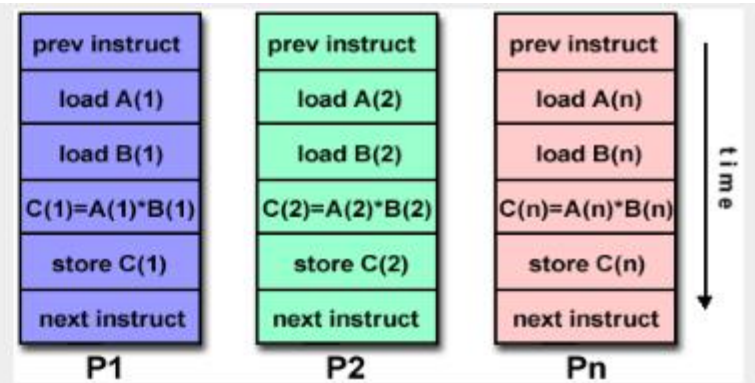 prev instruct
load A(1)
load B(1)
C(1)=A(1)*B(1)
store C(1)
next instruct
P1
prev instruct
load A(2)
load B(2)
C(2)=A(2)*B(2)
store C(2)
next instruct
P2
prev instruct
load A(n)
load B(n)
C(n)=A(n)*B(n)
store C(n)
next instruct
Pn
time